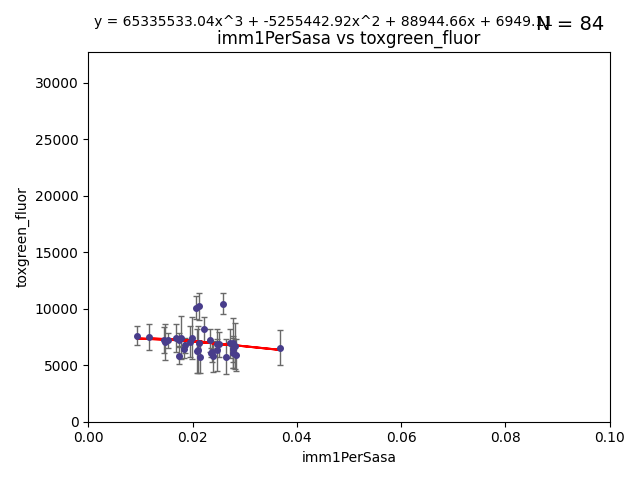 y = 65335533.04x^3 + -5255442.92x^2 + 88944.66x + 6949.
N = 84
imm1PerSasa vs toxgreen_fluor
30000
25000
20000
15000
10000
5000
0
toxgreen_fluor
0.00 0.02 0.04 0.06 0.08 0.10
imm1PerSasa